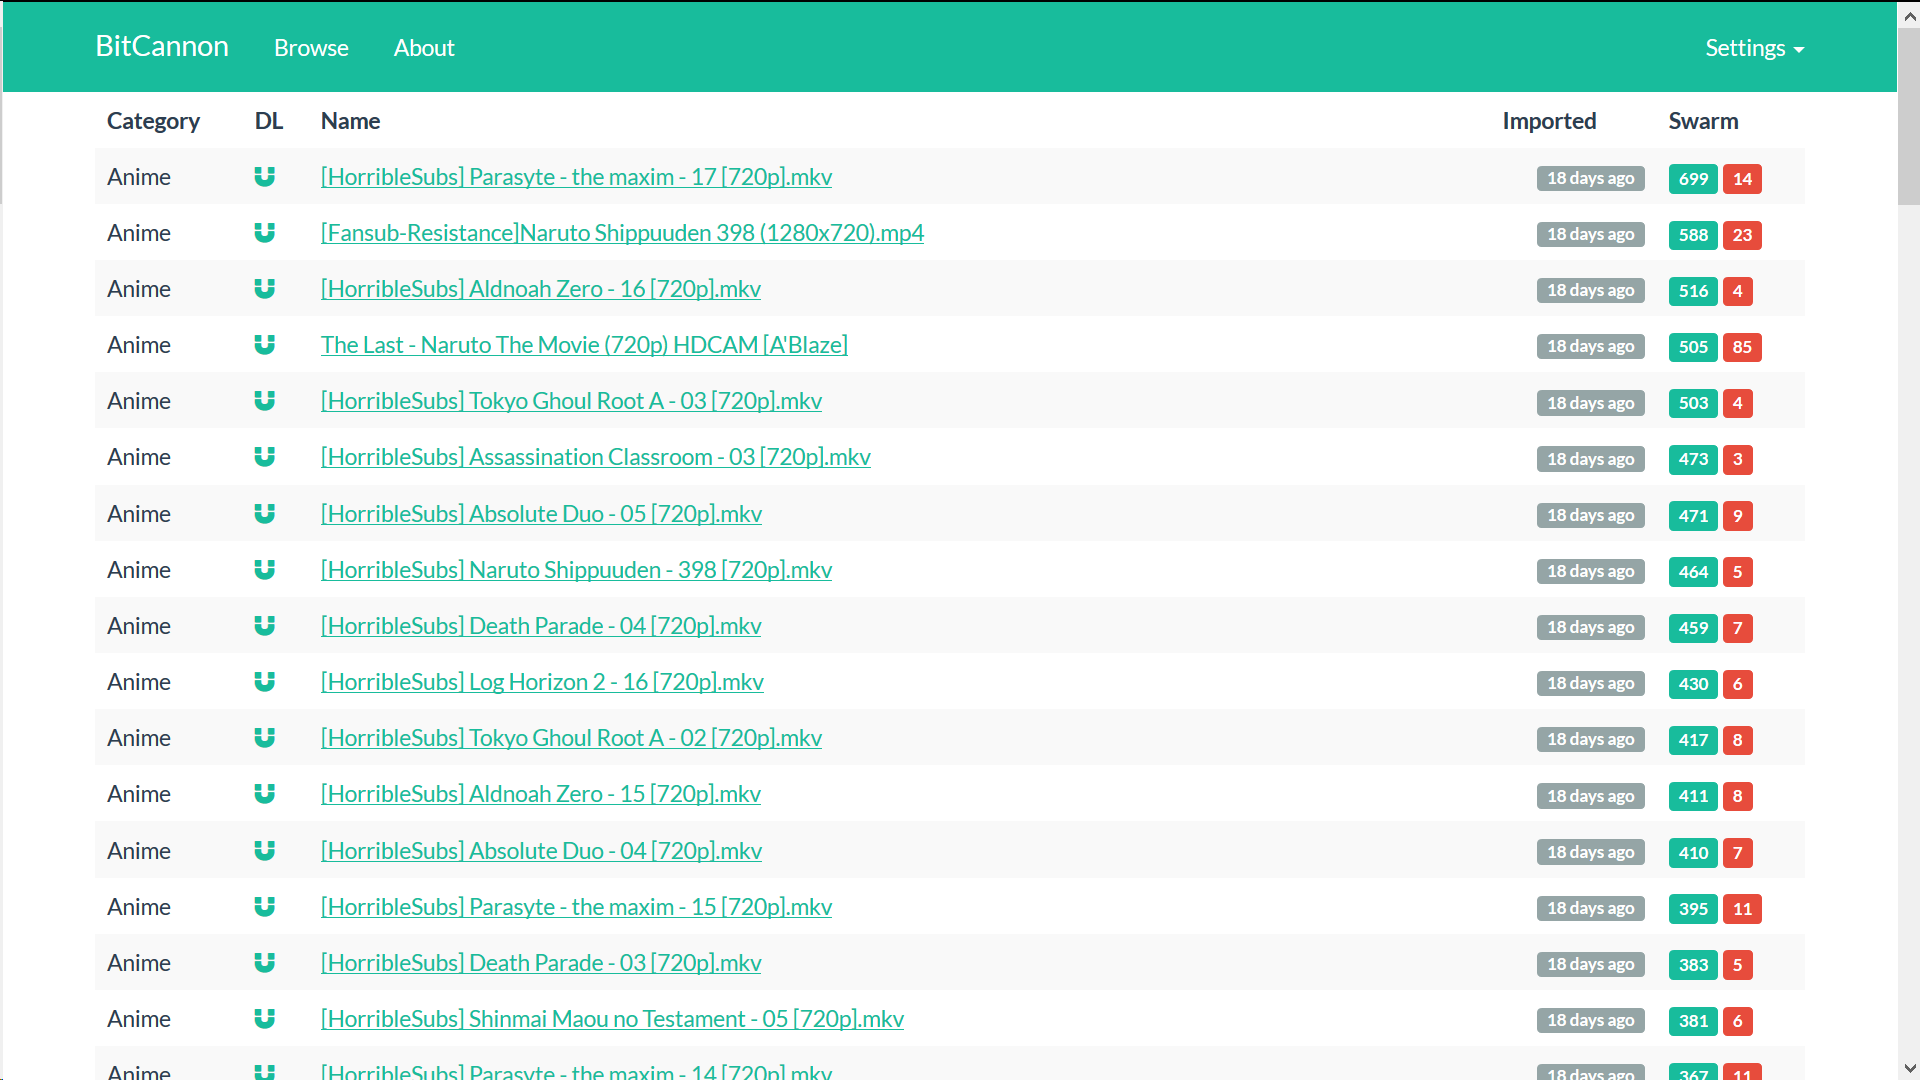 BitCannon Browse About Settings
Category DL Name Imported Swarm
Anime [HorribleSubs] Parasyte - the maxim - 17 [720p].mkv 18 days ago 699 14
Anime [Fansub-Resistance]Naruto Shippuuden 398 (1280x720).mp4 18 days ago 588 23
Anime [HorribleSubs] Aldnoah Zero - 16 [720p].mkv 18 days ago 516 4
Anime The Last - Naruto The Movie (720p) HDCAM [A'Blaze] 18 days ago 505 85
Anime [HorribleSubs] Tokyo Ghoul Root A - 03 [720p].mkv 18 days ago 503 4
Anime [HorribleSubs] Assassination Classroom - 03 [720p].mkv 18 days ago 473 3
Anime [HorribleSubs] Absolute Duo - 05 [720p].mkv 18 days ago 471 9
Anime [HorribleSubs] Naruto Shippuuden - 398 [720p].mkv 18 days ago 464 5
Anime [HorribleSubs] Death Parade - 04 [720p].mkv 18 days ago 459 7
Anime [HorribleSubs] Log Horizon 2 - 16 [720p].mkv 18 days ago 430 6
Anime [HorribleSubs] Tokyo Ghoul Root A - 02 [720p].mkv 18 days ago 417 8
Anime [HorribleSubs] Aldnoah Zero - 15 [720p].mkv 18 days ago 411 8
Anime [HorribleSubs] Absolute Duo - 04 [720p].mkv 18 days ago 410 7
Anime [HorribleSubs] Parasyte - the maxim - 15 [720p].mkv 18 days ago 395 11
Anime [HorribleSubs] Death Parade - 03 [720p].mkv 18 days ago 383 5
Anime [HorribleSubs] Shinmai Maou no Testament - 05 [720p].mkv 18 days ago 381 6
Anime [HorribleSubs] Parasyte - the maxim - 14 [720p].mkv 18 days ago 367 11